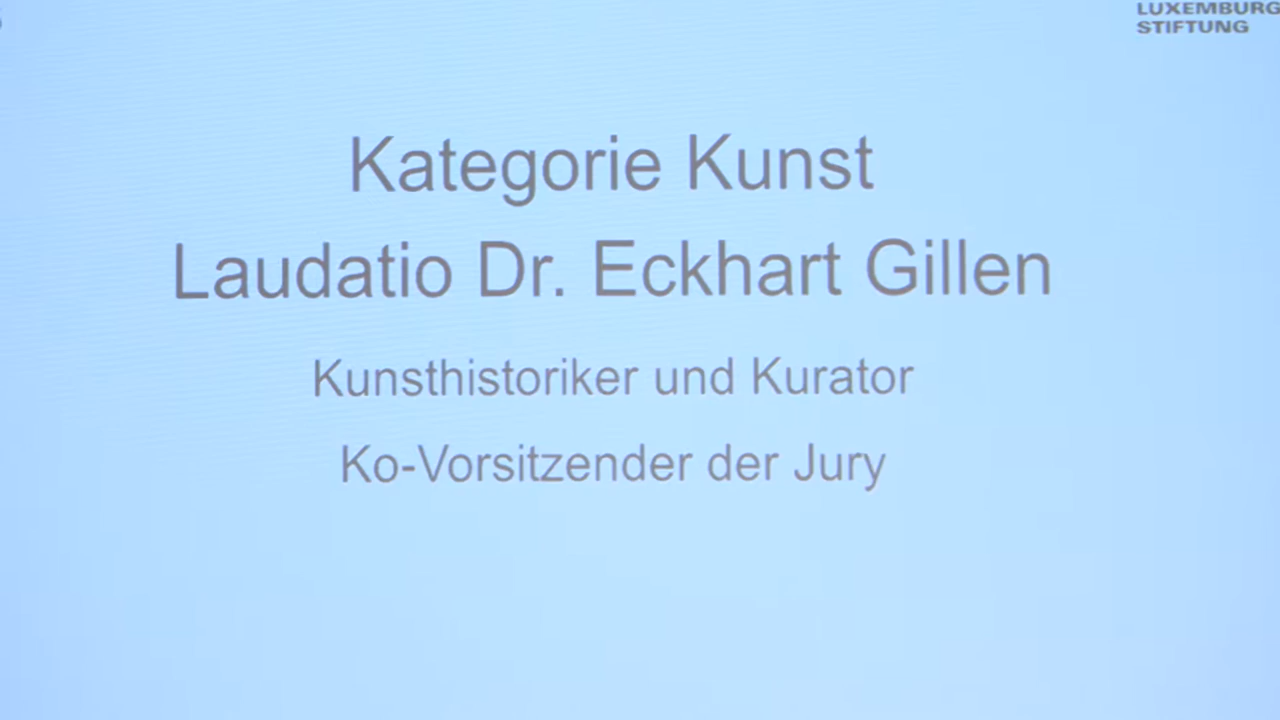 LUXEMBURG
STIFTUNG
Kategorie Kunst
Laudatio Dr. Eckhart Gillen
Kunsthistoriker und Kurator
Ko-Vorsitzender der Jury